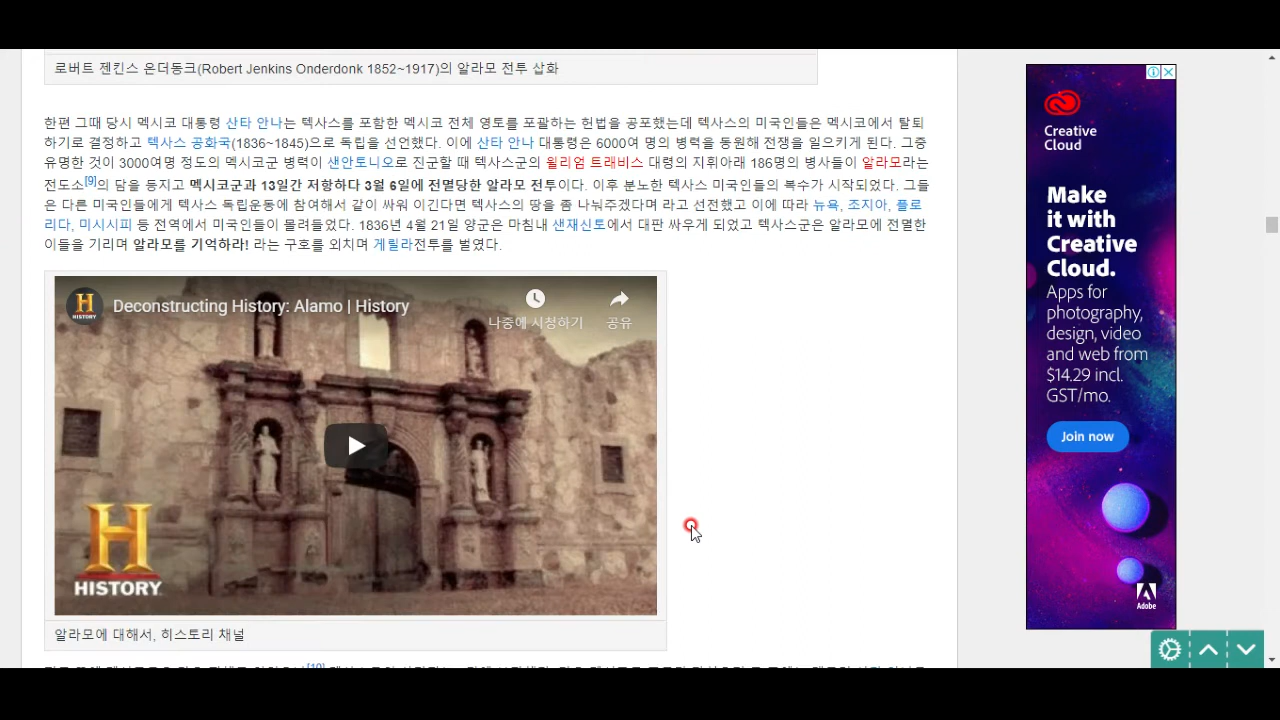 로버트 젠킨스 온더동크(Robert Jenkins Onderdonk 1852~1917)의 알라모 전투 삽화
한편 그때 당시 멕시코 대통령 산타 안나는 텍사스를 포함한 멕시코 전체 영토를 포괄하는 헌법을 공포했는데 텍사스의 미국인들은 멕시코에서 탈퇴
하기로 결정하고 텍사스 공화국(1836~1845)으로 독립을 선언했다. 이에 산타 안나 대통령은 6000여 명의 병력을 동원해 전쟁을 일으키게 된다. 그중
유명한 것이 3000여명 정도의 멕시코군 병력이 샌안토니오로 진군할 때 텍사스군의 윌리엄 트래비스 대령의 지휘아래 186명의 병사들이 알라모라는
전도소[9]의 담을 등지고 멕시코군과 13일간 저항하다 3월 6일에 전멸당한 알라모 전투이다. 이후 분노한 텍사스 미국인들의 복수가 시작되었다. 그들
은 다른 미국인들에게 텍사스 독립운동에 참여해서 같이 싸워 이긴다면 텍사스의 땅을 좀 나눠주겠다며 라고 선전했고 이에 따라 뉴욕, 조지아, 플로
리다, 미시시피 등 전역에서 미국인들이 몰려들었다. 1836년 4월 21일 양군은 마침내 샌재신토에서 대판 싸우게 되었고 텍사스군은 알라모에 전멸한
이들을 기리며 알라모를 기억하라! 라는 구호를 외치며 게릴라전투를 벌였다.
H
HISTORY
Deconstructing History: Alamo | History
나중에 시청하기
공유
H
HISTORY
알라모에 대해서, 히스토리 채널
Creative
Cloud
Make
it with
Creative
Cloud.
Apps for
photography,
design, video
and web from
$14.29 incl.
GST/mo.
Join now
Adobe